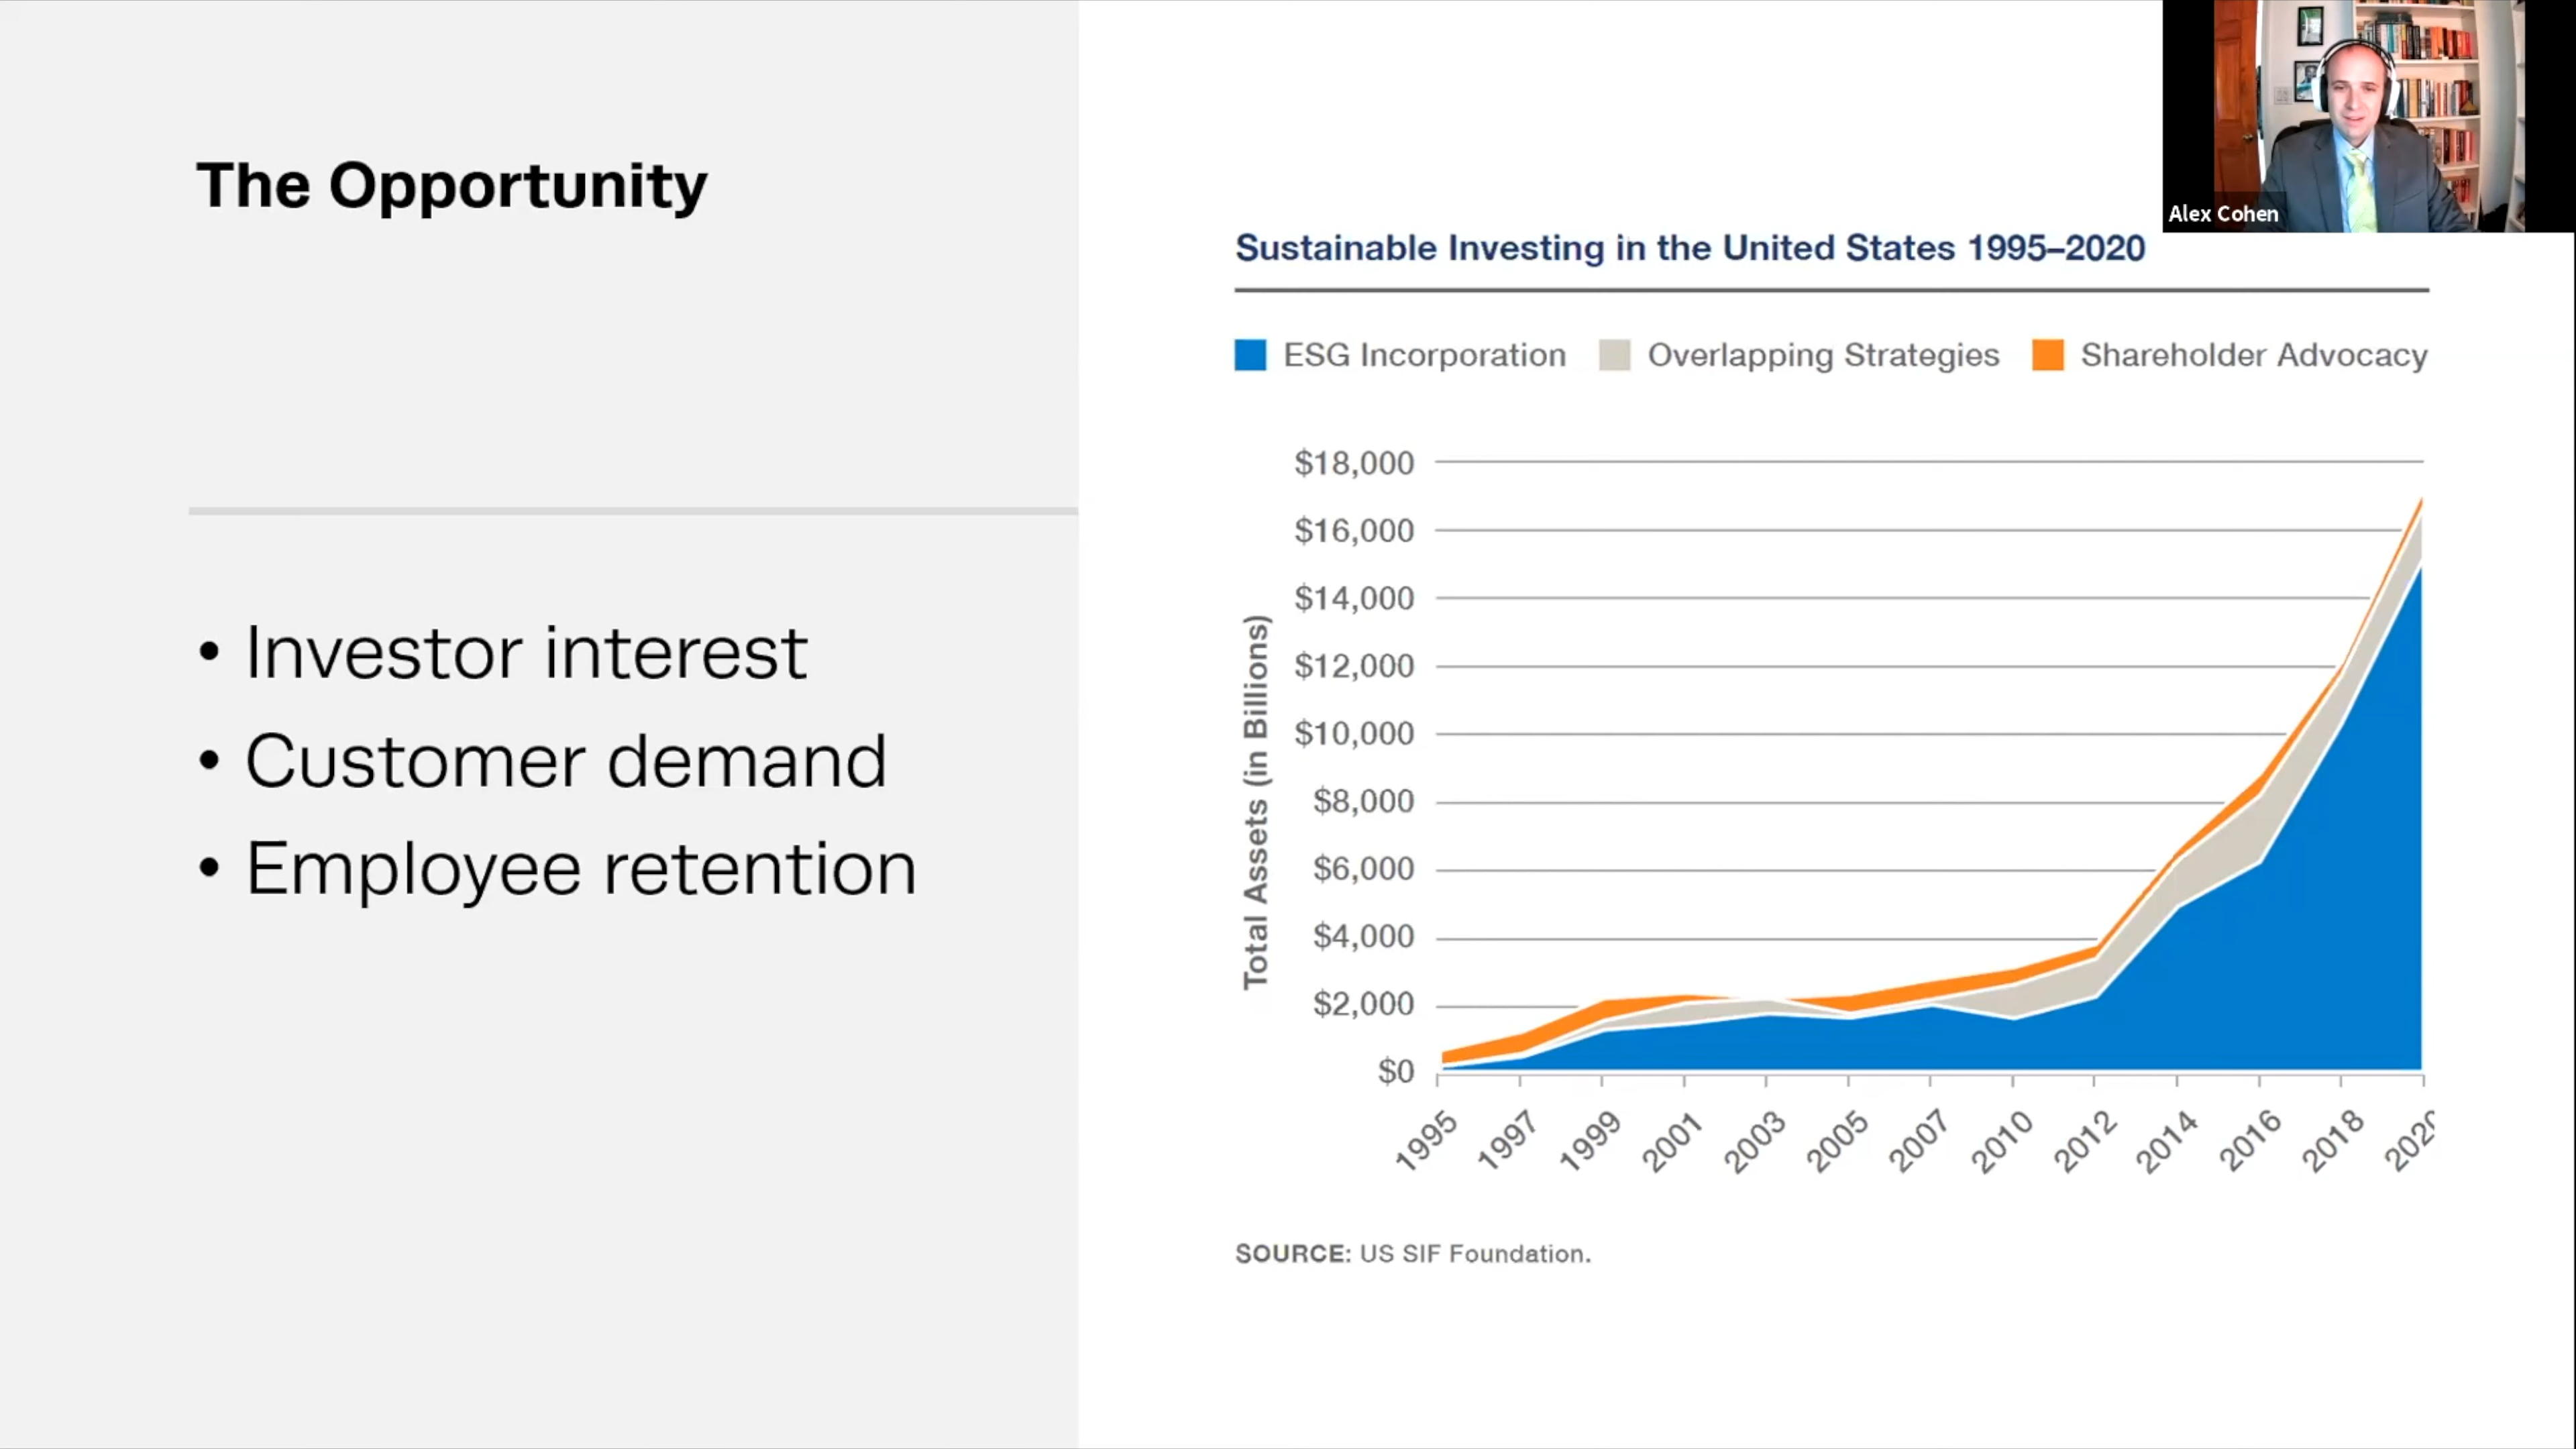 The Opportunity
• Investor interest
• Customer demand
• Employee retention
Alex Cohen
Sustainable Investing in the United States 1995–2020
ESG Incorporation Overlapping Strategies Shareholder Advocacy
Total Assets (in Billions)
$18,000
$16,000
$14,000
$12,000
$10,000
$8,000
$6,000
$4,000
$2,000
$0
1995 1997 1999 2001 2003 2005 2007 2010 2012 2014 2016 2018 2020
SOURCE: US SIF Foundation.